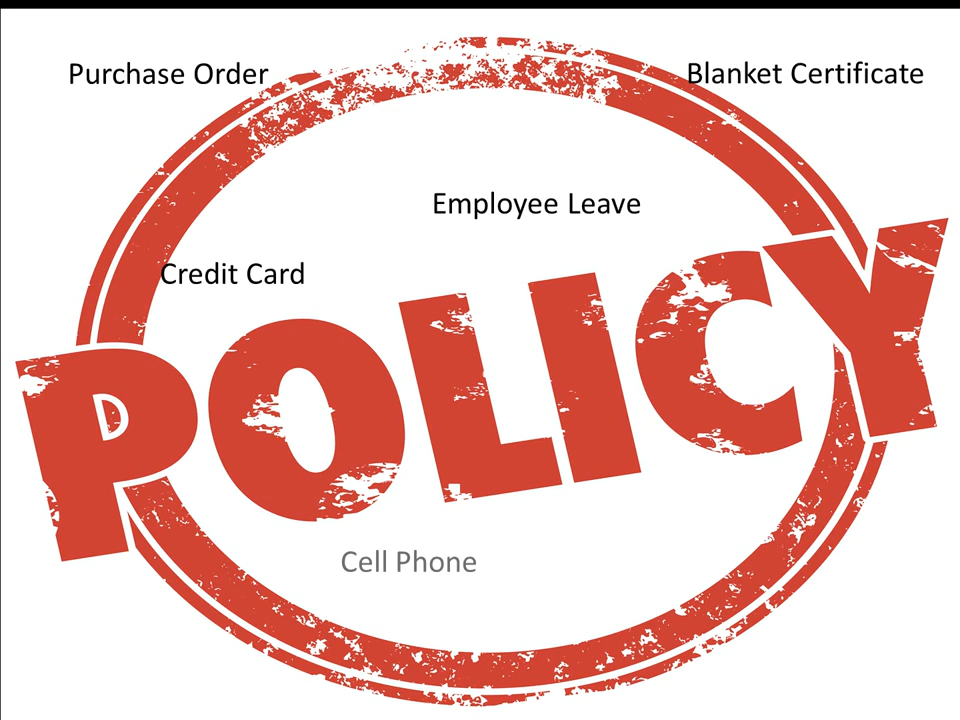 Purchase Order
Blanket Certificate
Employee Leave
Credit Card
POLICY
Cell Phone